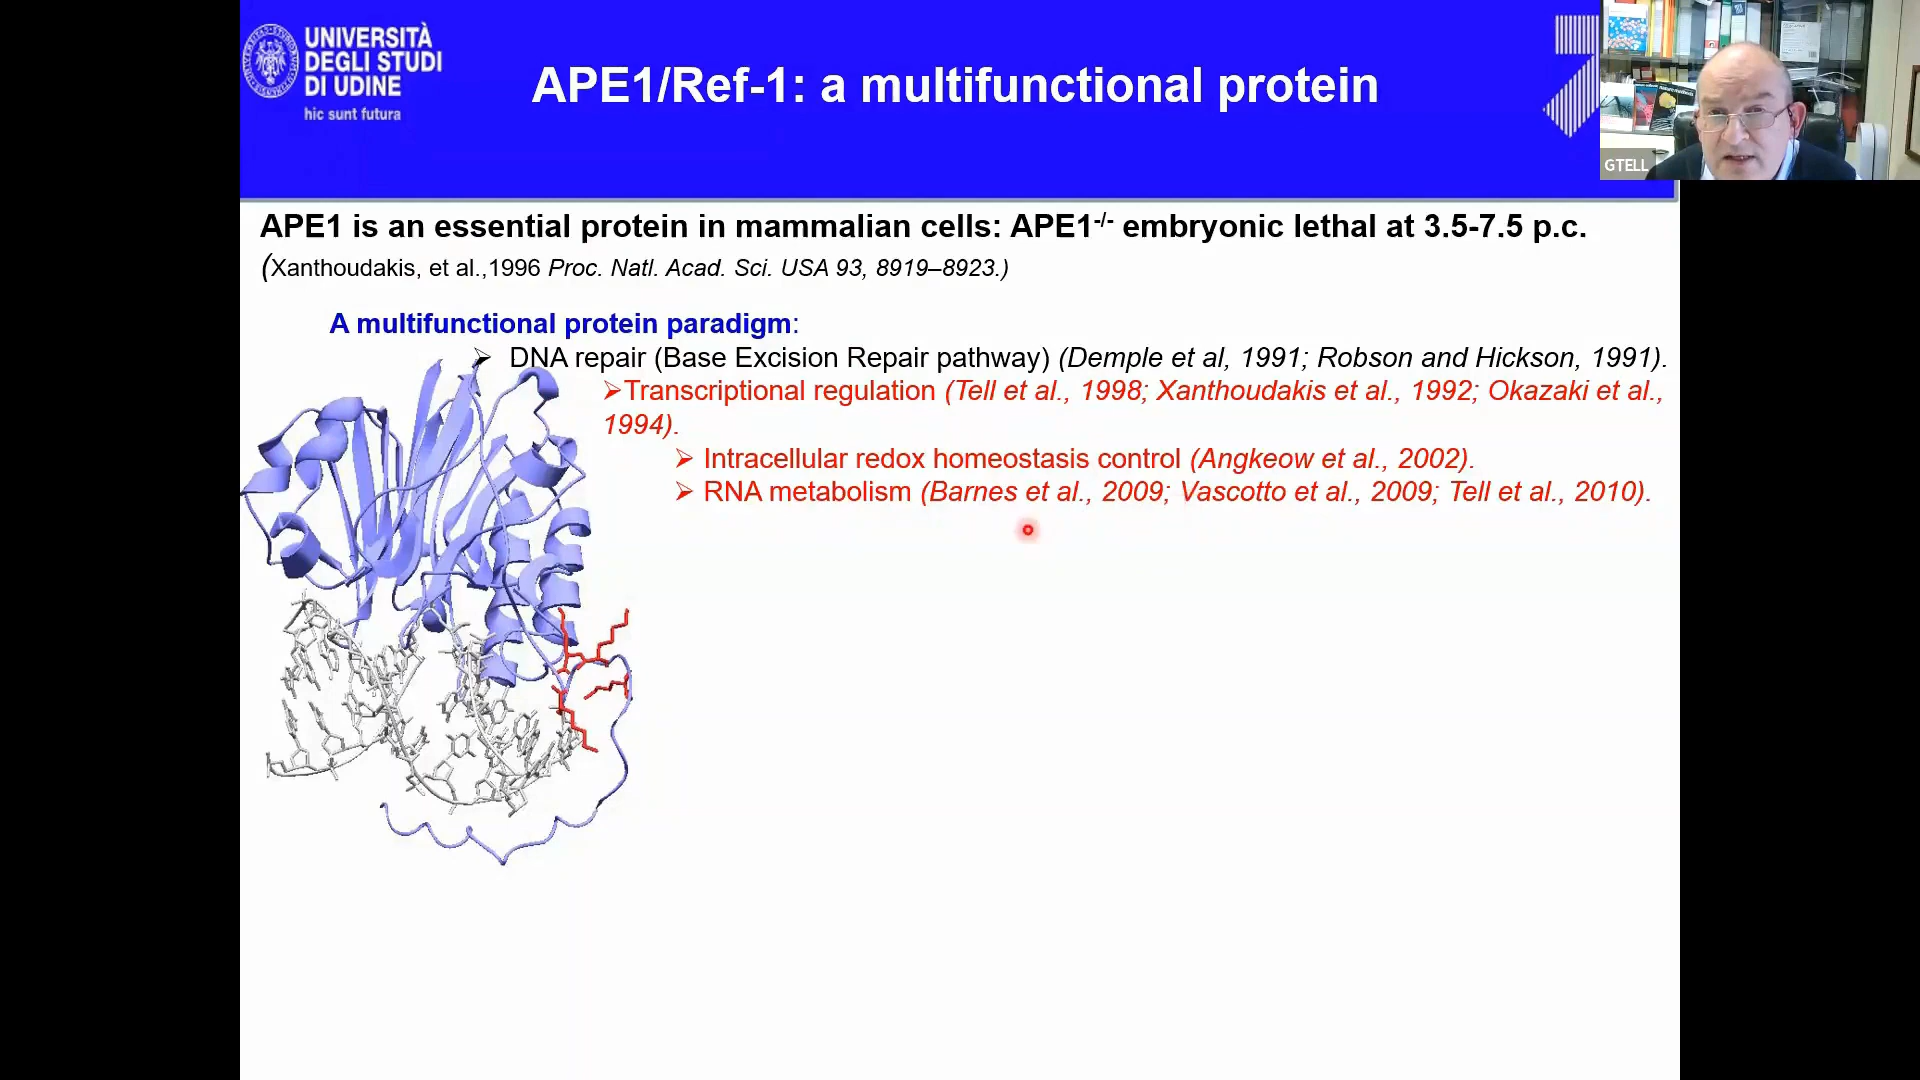 UNIVERSITÀ
DEGLI STUDI
DI UDINE
hic sunt futura
APE1/Ref-1: a multifunctional protein
GTELL
APE1 is an essential protein in mammalian cells: APE1-/- embryonic lethal at 3.5-7.5 p.c.
(Xanthoudakis, et al.,1996 Proc. Natl. Acad. Sci. USA 93, 8919–8923.)
A multifunctional protein paradigm:
➢ DNA repair (Base Excision Repair pathway) (Demple et al, 1991; Robson and Hickson, 1991).
➢Transcriptional regulation (Tell et al., 1998; Xanthoudakis et al., 1992; Okazaki et al.,
1994).
➢ Intracellular redox homeostasis control (Angkeow et al., 2002).
➢ RNA metabolism (Barnes et al., 2009; Vascotto et al., 2009; Tell et al., 2010).